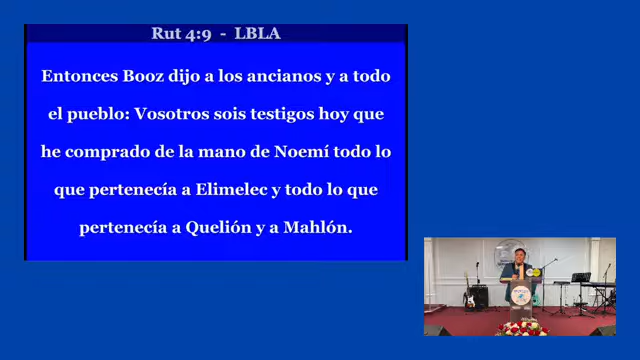 Rut 4:9 - LBLA
Entonces Booz dijo a los ancianos y a todo
el pueblo: Vosotros sois testigos hoy que
he comprado de la mano de Noemí todo lo
que pertenecía a Elimelec y todo lo que
pertenecía a Quelión y a Mahlón.